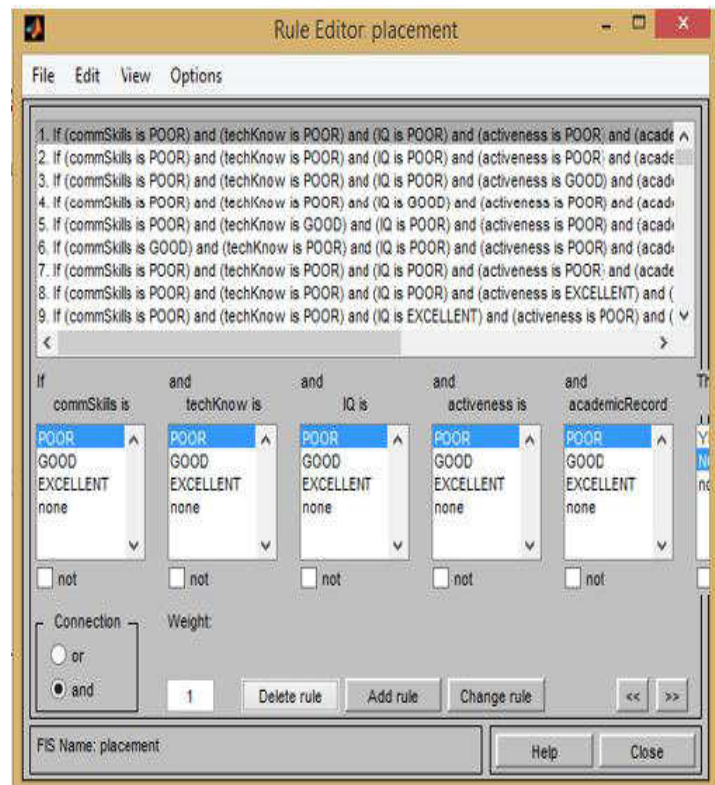 Rule Editor: placement
File Edit View Options
1. If (commSkills is POOR) and (techKnow is POOR) and (IQ is POOR) and (activeness is POOR) and (acade
2. If (commSkills is POOR) and (techKnow is POOR) and (IQ is POOR) and (activeness is POOR) and (acade
3. If (commSkills is POOR) and (techKnow is POOR) and (IQ is POOR) and (activeness is GOOD) and (acade
4. If (commSkills is POOR) and (techKnow is POOR) and (IQ is GOOD) and (activeness is POOR) and (acade
5. If (commSkills is POOR) and (techKnow is GOOD) and (IQ is POOR) and (activeness is POOR) and (acade
6. If (commSkills is GOOD) and (techKnow is POOR) and (IQ is POOR) and (activeness is POOR) and (acade
7. If (commSkills is POOR) and (techKnow is POOR) and (IQ is POOR) and (activeness is POOR) and (acade
8. If (commSkills is POOR) and (techKnow is POOR) and (IQ is POOR) and (activeness is EXCELLENT) and (
9. If (commSkills is POOR) and (techKnow is POOR) and (IQ is EXCELLENT) and (activeness is POOR) and (
If and and and and Th
commSkills is techKnow is IQ is activeness is academicRecord
POOR POOR POOR POOR POOR Y
GOOD GOOD GOOD GOOD GOOD NO
EXCELLENT EXCELLENT EXCELLENT EXCELLENT EXCELLENT no
none none none none none
not not not not not
Connection Weight:
or
and 1 Delete rule Add rule Change rule << >>
FIS Name: placement Help Close